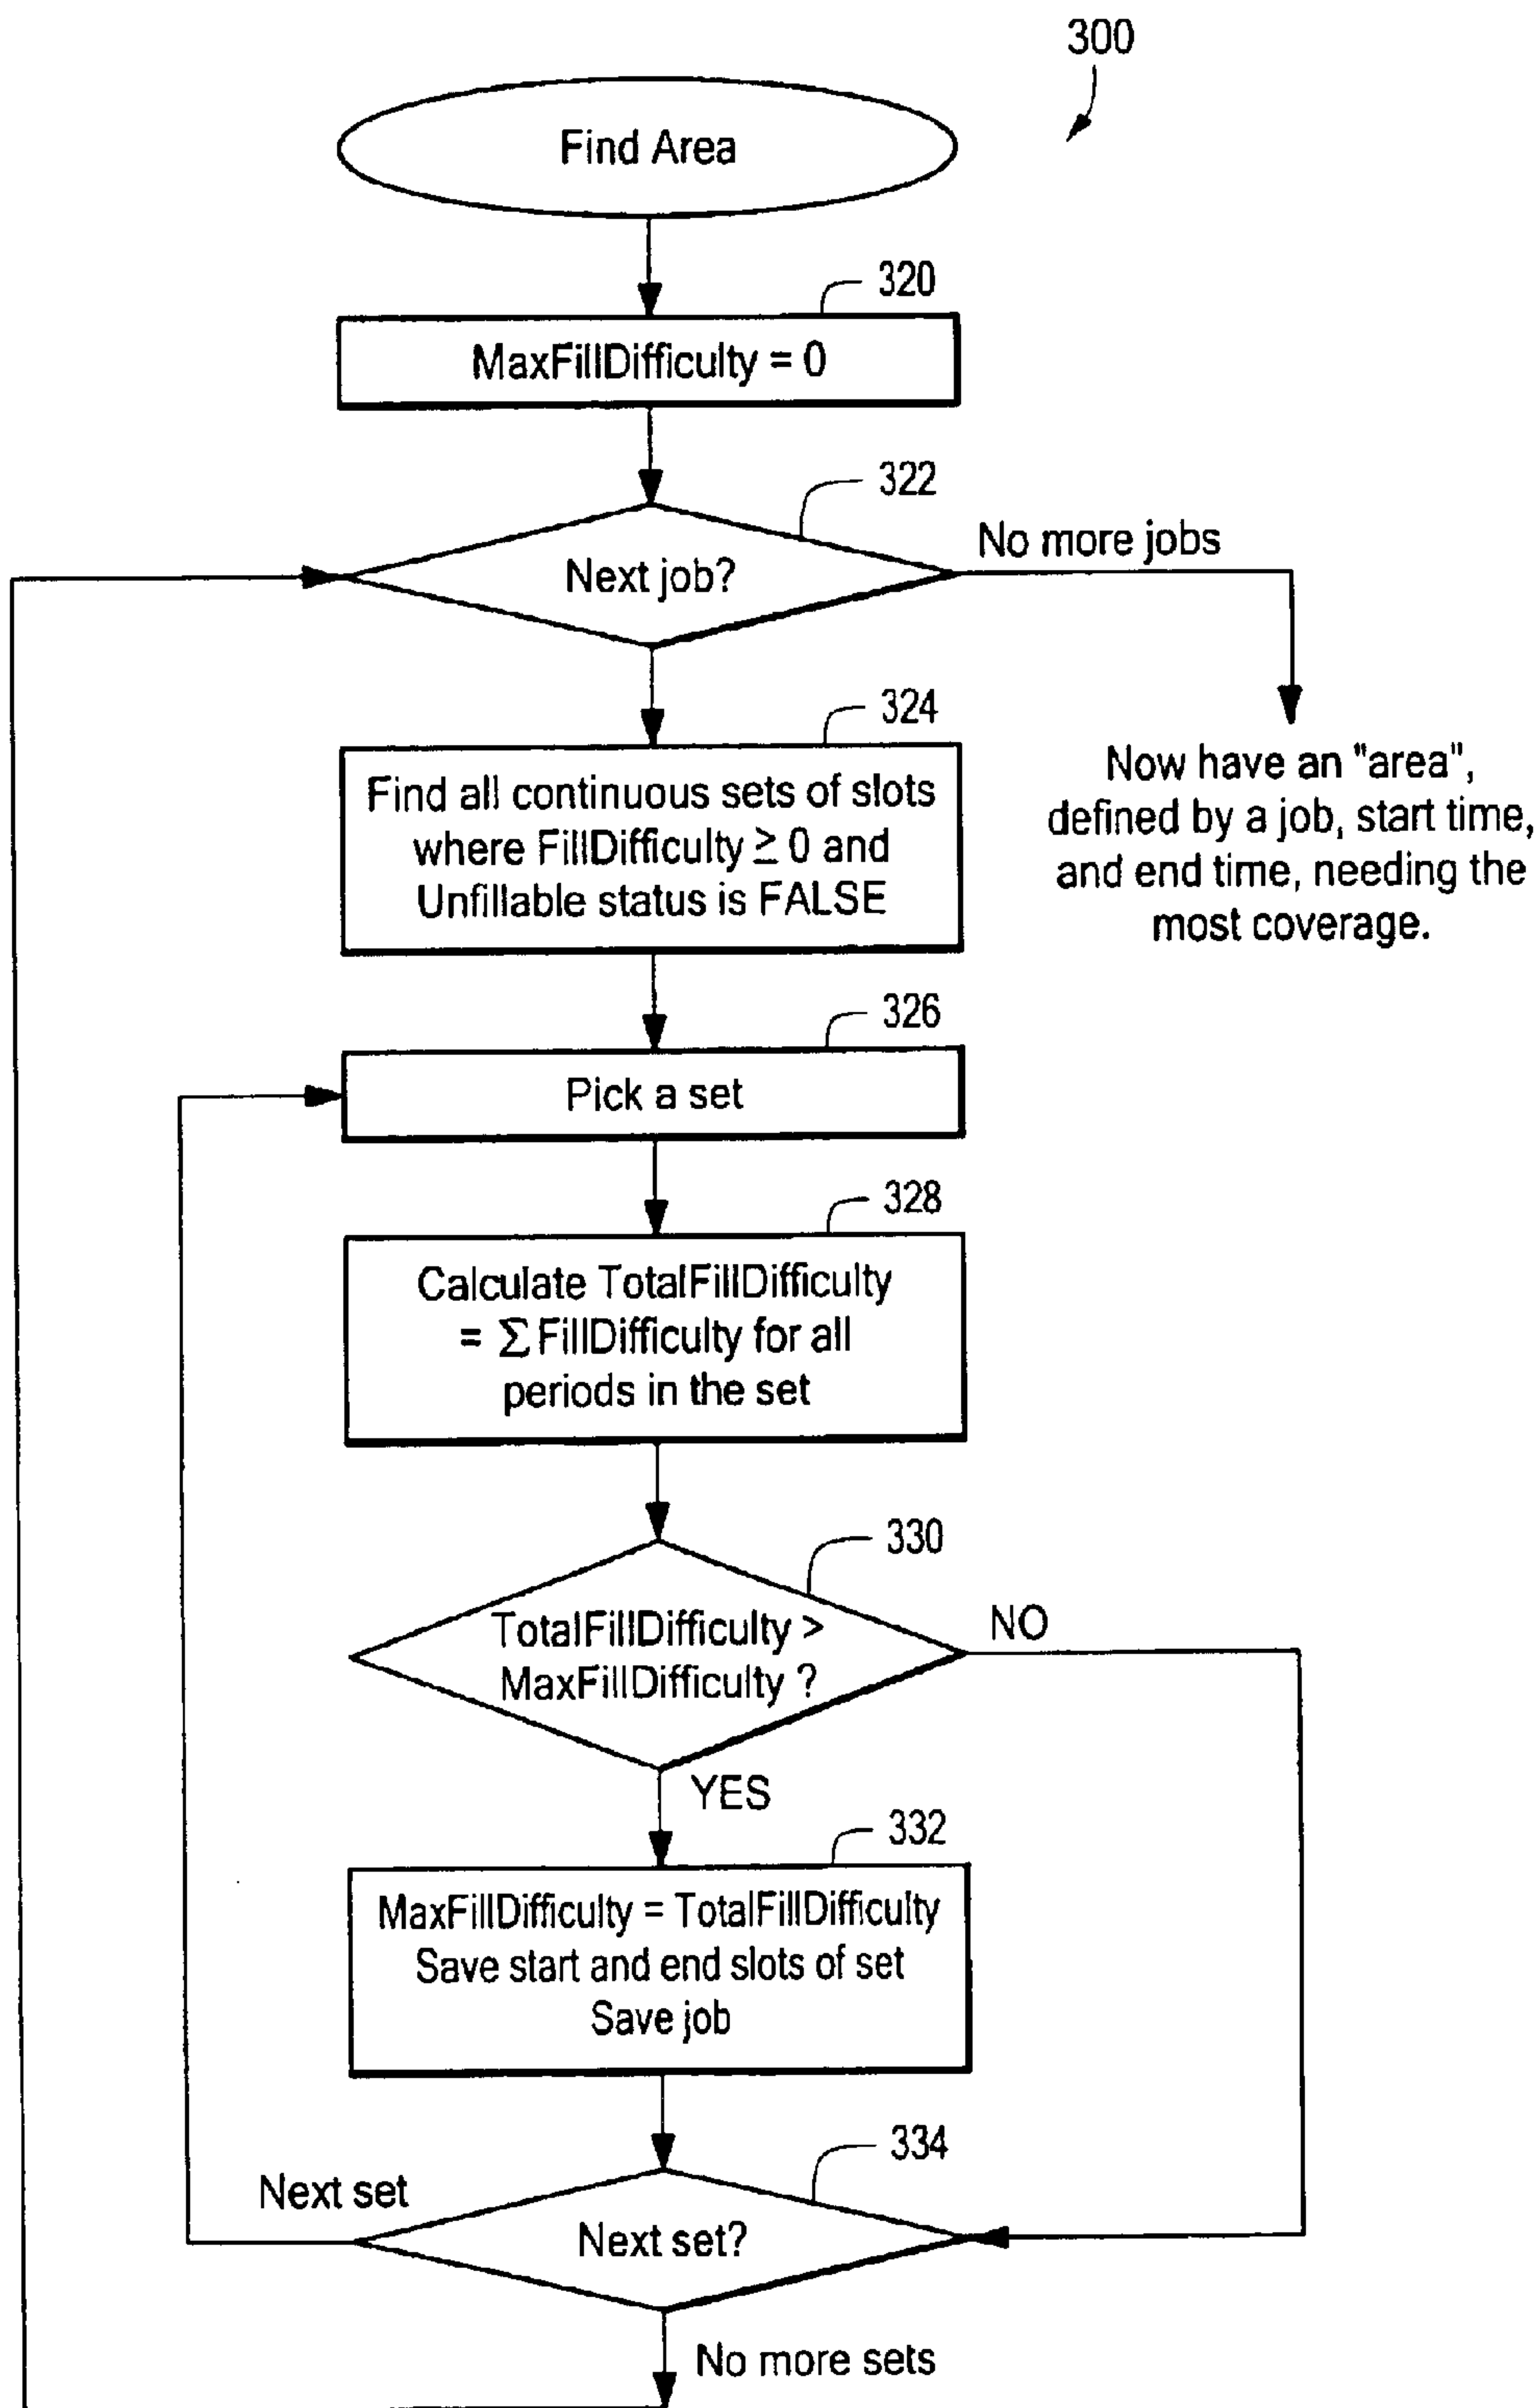 300
Find Area
320
MaxFillDifficulty = 0
322
Next job?
No more jobs
324
Find all continuous sets of slots
where FillDifficulty ≥ 0 and
Unfillable status is FALSE
Now have an "area",
defined by a job, start time,
and end time, needing the
most coverage.
326
Pick a set
328
Calculate TotalFillDifficulty
= Σ FillDifficulty for all
periods in the set
330
TotalFillDifficulty >
MaxFillDifficulty ?
NO
YES
332
MaxFillDifficulty = TotalFillDifficulty
Save start and end slots of set
Save job
334
Next set
Next set?
No more sets